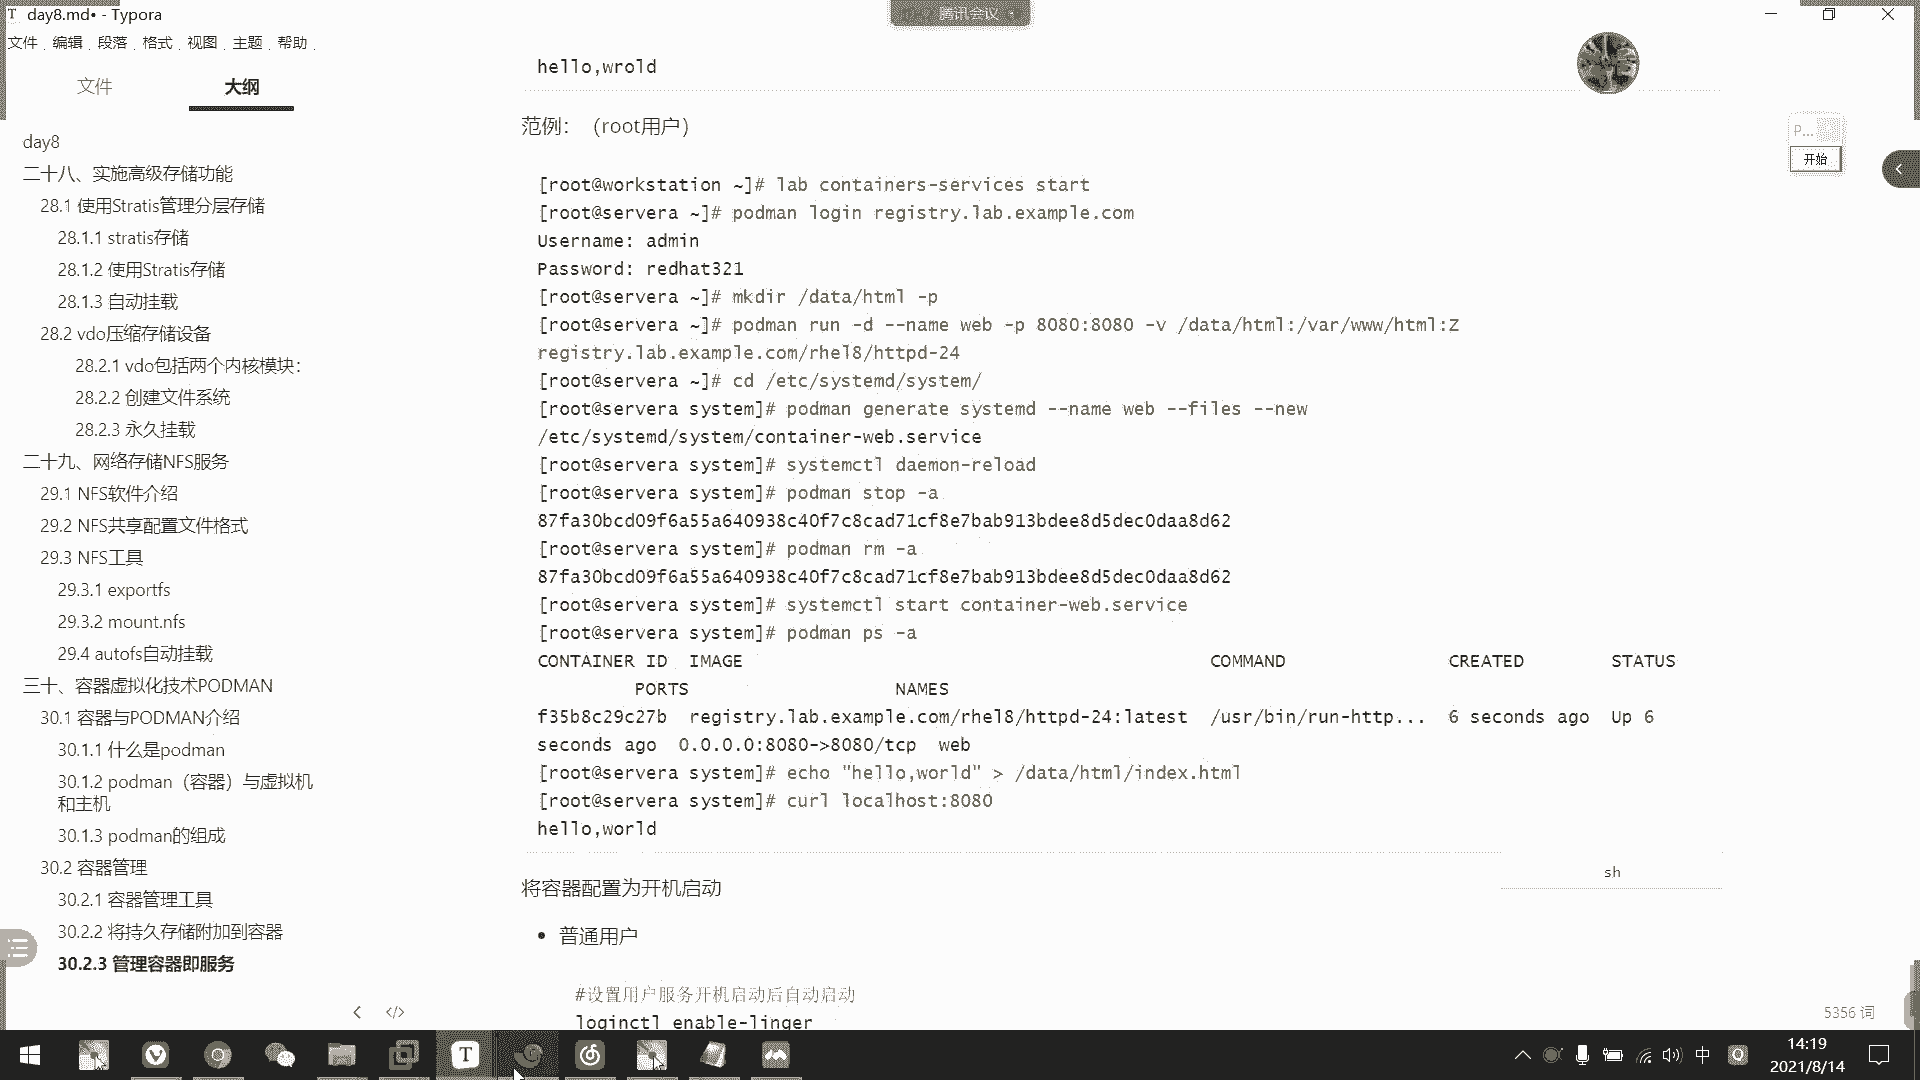 day8.md• - Typora
腾讯会议
文件 编辑 段落 格式 视图 主题 帮助
文件 大纲
day8
二十八、实施高级存储功能
28.1 使用Stratis管理分层存储
28.1.1 stratis存储
28.1.2 使用Stratis存储
28.1.3 自动挂载
28.2 vdo压缩存储设备
28.2.1 vdo包括两个内核模块：
28.2.2 创建文件系统
28.2.3 永久挂载
二十九、网络存储NFS服务
29.1 NFS软件介绍
29.2 NFS共享配置文件格式
29.3 NFS工具
29.3.1 exportfs
29.3.2 mount.nfs
29.4 autofs自动挂载
三十、容器虚拟化技术PODMAN
30.1 容器与PODMAN介绍
30.1.1 什么是podman
30.1.2 podman（容器）与虚拟机
和主机
30.1.3 podman的组成
30.2 容器管理
30.2.1 容器管理工具
30.2.2 将持久存储附加到容器
30.2.3 管理容器即服务
hello,wrold
范例：（root用户）
[root@workstation ~]# lab containers-services start
[root@servera ~]# podman login registry.lab.example.com
Username: admin
Password: redhat321
[root@servera ~]# mkdir /data/html -p
[root@servera ~]# podman run -d --name web -p 8080:8080 -v /data/html:/var/www/html:Z
registry.lab.example.com/rhel8/httpd-24
[root@servera ~]# cd /etc/systemd/system/
[root@servera system]# podman generate systemd --name web --files --new
/etc/systemd/system/container-web.service
[root@servera system]# systemctl daemon-reload
[root@servera system]# podman stop -a
87fa30bcd09f6a55a640938c40f7c8cad71cf8e7bab913bdee8d5dec0daa8d62
[root@servera system]# podman rm -a
87fa30bcd09f6a55a640938c40f7c8cad71cf8e7bab913bdee8d5dec0daa8d62
[root@servera system]# systemctl start container-web.service
[root@servera system]# podman ps -a
CONTAINER ID IMAGE COMMAND CREATED STATUS
PORTS NAMES
f35b8c29c27b registry.lab.example.com/rhel8/httpd-24:latest /usr/bin/run-http... 6 seconds ago Up 6
seconds ago 0.0.0.0:8080->8080/tcp web
[root@servera system]# echo "hello,world" > /data/html/index.html
[root@servera system]# curl localhost:8080
hello,world
sh
将容器配置为开机启动
• 普通用户
#设置用户服务开机启动后自动启动
loginctl enable-linger
P...
开始
</> 5356 词
中
14:19
2021/8/14